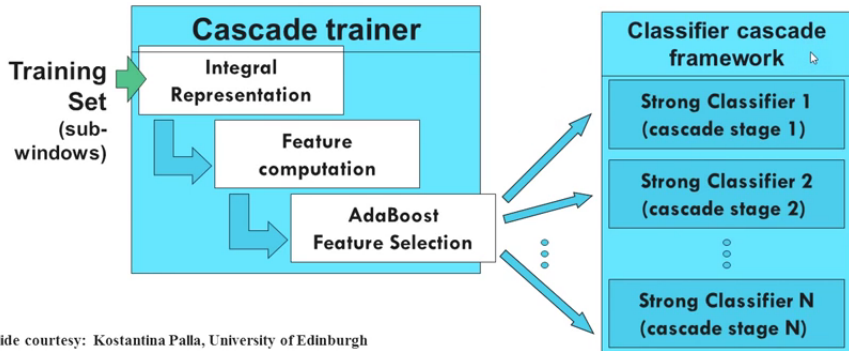 Cascade trainer
Training
Set
(sub-
windows)
Integral
Representation
Feature
computation
AdaBoost
Feature Selection
Classifier cascade
framework
Strong Classifier 1
(cascade stage 1)
Strong Classifier 2
(cascade stage 2)
Strong Classifier N
(cascade stage N)
ide courtesy: Kostantina Palla, University of Edinburgh